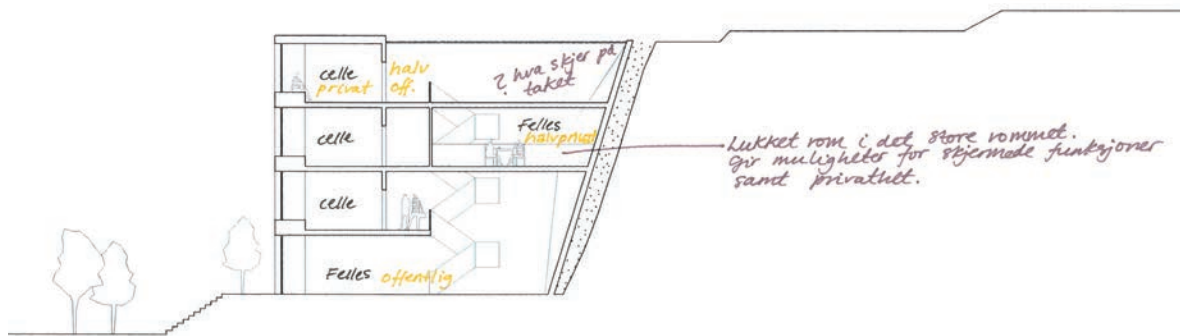 celle
privat
halv
off.
? hva skjer på
taket
celle
Felles
halvprivat
Lukket rom i det store rommet.
Gir muligheter for skjermede funksjoner
samt privathet.
celle
Felles offentlig